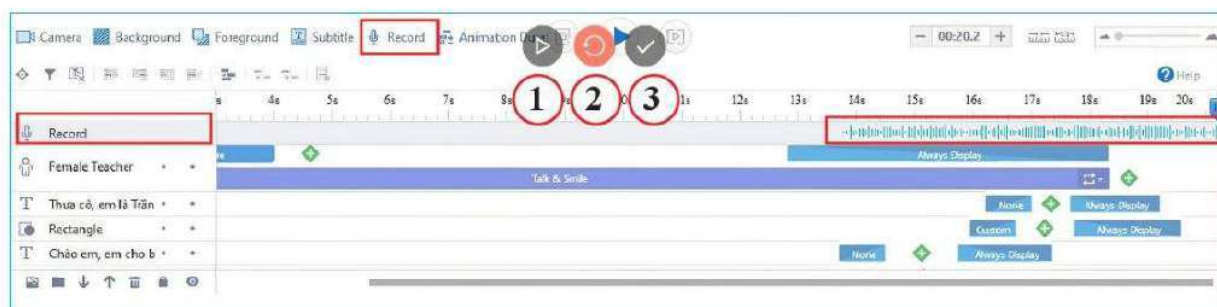 Camera Background Foreground Subtitle Record Animation 00:20.2
Help
4s 5s 6s 7s 12s 13s 14s 15s 16s 17s 18s 19s 20s
1 2 3
Record
Always Display
Female Teacher
Talk & Smile
Thưa cô, em là Trần None Always Display
Rectangle Custom Always Display
Chào em, em cho b None Always Display